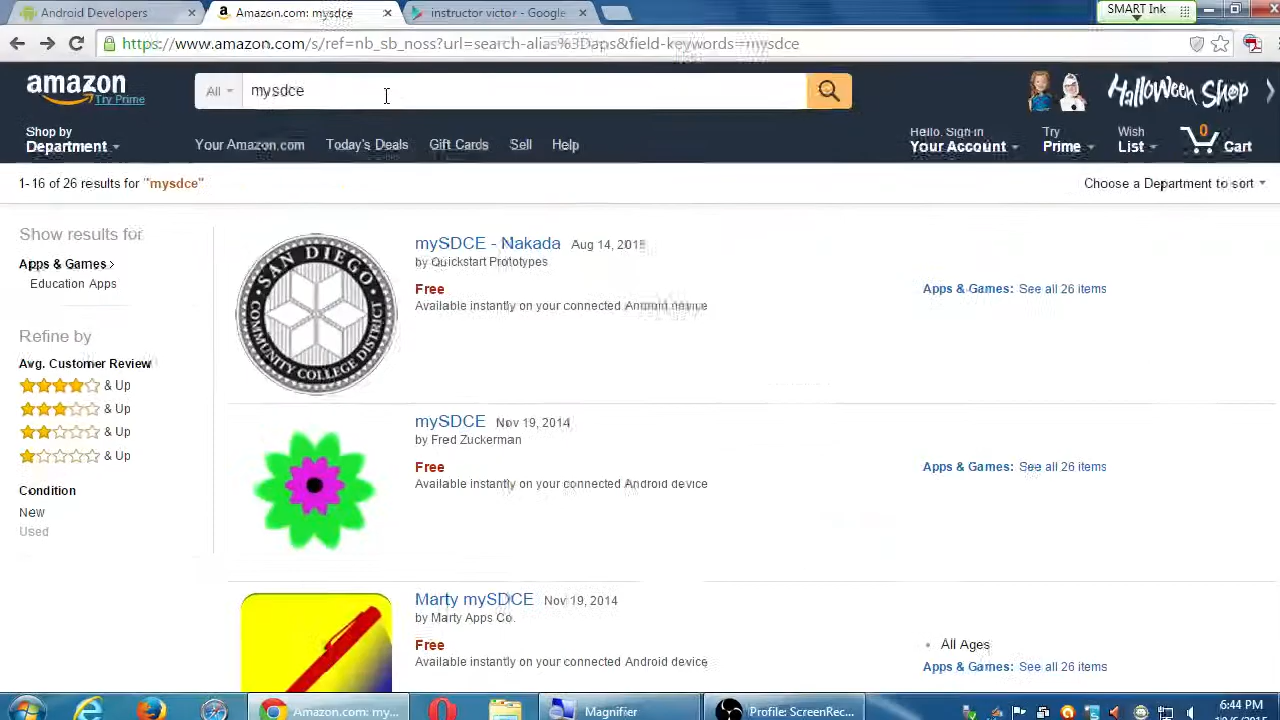 Android Developers
Amazon.com: mysdce
instructor victor - Google
SMART Ink
https://www.amazon.com/s/ref=nb_sb_noss?url=search-alias%3Daps&field-keywords=mysdce
amazon
Try Prime
All
mysdce
Halloween Shop
Shop by
Department
Your Amazon.com
Today's Deals
Gift Cards
Sell
Help
Hello. Sign in
Your Account
Try
Prime
Wish
List
0
Cart
1-16 of 26 results for "mysdce"
Choose a Department to sort
Show results for
Apps & Games
Education Apps
Refine by
Avg. Customer Review
& Up
& Up
& Up
& Up
Condition
New
Used
SAN DIEGO
COMMUNITY COLLEGE DISTRICT
mySDCE - Nakada Aug 14, 201
by Quickstart Prototypes
Free
Available instantly on your connected Android
Apps & Games: See all 26 items
mySDCE Nov 19, 2014
by Fred Zuckerman
Free
Available instantly on your connected Android device
Apps & Games: See all 26 items
Marty mySDCE Nov 19, 2014
by Marty Apps Co.
Free
Available instantly on your connected Android device
All Ages
Apps & Games: See all 26 items
Amazon.com: my...
Magnifier
Profile: ScreenRec...
6:44 PM